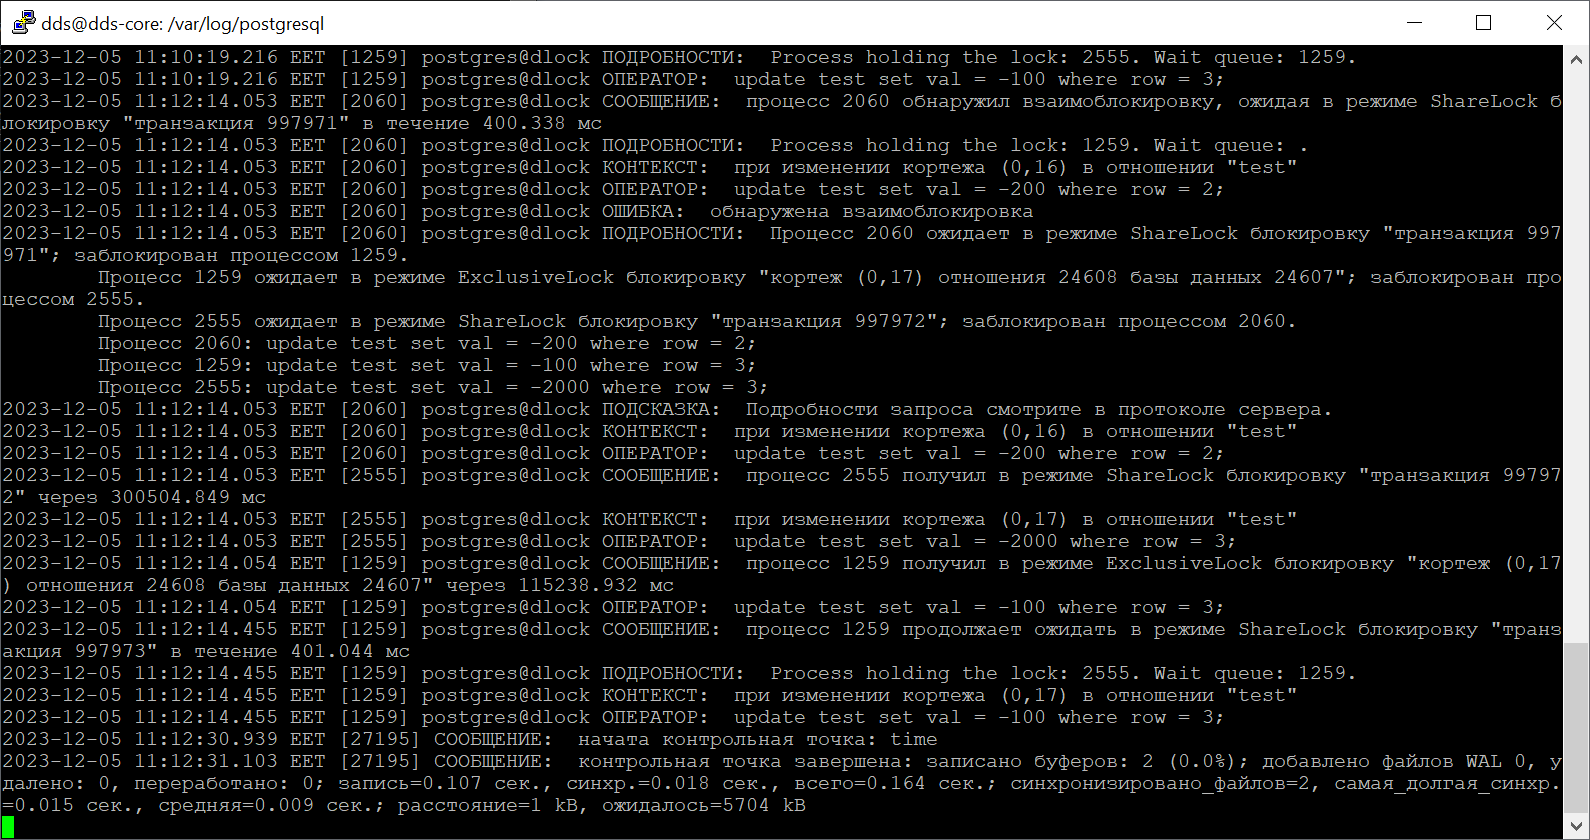 dds@dds-core: /var/log/postgresql
2023-12-05 11:10:19.216 EET [1259] postgres@dlock ПОДРОБНОСТИ:  Process holding the lock: 2555. Wait queue: 1259.
2023-12-05 11:10:19.216 EET [1259] postgres@dlock ОПЕРАТОР:  update test set val = -100 where row = 3;
2023-12-05 11:12:14.053 EET [2060] postgres@dlock СООБЩЕНИЕ:  процесс 2060 обнаружил взаимоблокировку, ожидая в режиме ShareLock б
локировку "транзакция 997971" в течение 400.338 мс
2023-12-05 11:12:14.053 EET [2060] postgres@dlock ПОДРОБНОСТИ:  Process holding the lock: 1259. Wait queue: .
2023-12-05 11:12:14.053 EET [2060] postgres@dlock КОНТЕКСТ:  при изменении кортежа (0,16) в отношении "test"
2023-12-05 11:12:14.053 EET [2060] postgres@dlock ОПЕРАТОР:  update test set val = -200 where row = 2;
2023-12-05 11:12:14.053 EET [2060] postgres@dlock ОШИБКА:  обнаружена взаимоблокировка
2023-12-05 11:12:14.053 EET [2060] postgres@dlock ПОДРОБНОСТИ:  Процесс 2060 ожидает в режиме ShareLock блокировку "транзакция 997
971"; заблокирован процессом 1259.
Процесс 1259 ожидает в режиме ExclusiveLock блокировку "кортеж (0,17) отношения 24608 базы данных 24607"; заблокирован про
цессом 2555.
Процесс 2555 ожидает в режиме ShareLock блокировку "транзакция 997972"; заблокирован процессом 2060.
Процесс 2060: update test set val = -200 where row = 2;
Процесс 1259: update test set val = -100 where row = 3;
Процесс 2555: update test set val = -2000 where row = 3;
2023-12-05 11:12:14.053 EET [2060] postgres@dlock ПОДСКАЗКА:  Подробности запроса смотрите в протоколе сервера.
2023-12-05 11:12:14.053 EET [2060] postgres@dlock КОНТЕКСТ:  при изменении кортежа (0,16) в отношении "test"
2023-12-05 11:12:14.053 EET [2060] postgres@dlock ОПЕРАТОР:  update test set val = -200 where row = 2;
2023-12-05 11:12:14.053 EET [2555] postgres@dlock СООБЩЕНИЕ:  процесс 2555 получил в режиме ShareLock блокировку "транзакция 99797
2" через 300504.849 мс
2023-12-05 11:12:14.053 EET [2555] postgres@dlock КОНТЕКСТ:  при изменении кортежа (0,17) в отношении "test"
2023-12-05 11:12:14.053 EET [2555] postgres@dlock ОПЕРАТОР:  update test set val = -2000 where row = 3;
2023-12-05 11:12:14.054 EET [1259] postgres@dlock СООБЩЕНИЕ:  процесс 1259 получил в режиме ExclusiveLock блокировку "кортеж (0,17
) отношения 24608 базы данных 24607" через 115238.932 мс
2023-12-05 11:12:14.054 EET [1259] postgres@dlock ОПЕРАТОР:  update test set val = -100 where row = 3;
2023-12-05 11:12:14.455 EET [1259] postgres@dlock СООБЩЕНИЕ:  процесс 1259 продолжает ожидать в режиме ShareLock блокировку "транз
акция 997973" в течение 401.044 мс
2023-12-05 11:12:14.455 EET [1259] postgres@dlock ПОДРОБНОСТИ:  Process holding the lock: 2555. Wait queue: 1259.
2023-12-05 11:12:14.455 EET [1259] postgres@dlock КОНТЕКСТ:  при изменении кортежа (0,17) в отношении "test"
2023-12-05 11:12:14.455 EET [1259] postgres@dlock ОПЕРАТОР:  update test set val = -100 where row = 3;
2023-12-05 11:12:30.939 EET [27195] СООБЩЕНИЕ:  начата контрольная точка: time
2023-12-05 11:12:31.103 EET [27195] СООБЩЕНИЕ:  контрольная точка завершена: записано буферов: 2 (0.0%); добавлено файлов WAL 0, у
далено: 0, переработано: 0; запись=0.107 сек., синхр.=0.018 сек., всего=0.164 сек.; синхронизировано_файлов=2, самая_долгая_синхр.
=0.015 сек., средняя=0.009 сек.; расстояние=1 kB, ожидалось=5704 kB